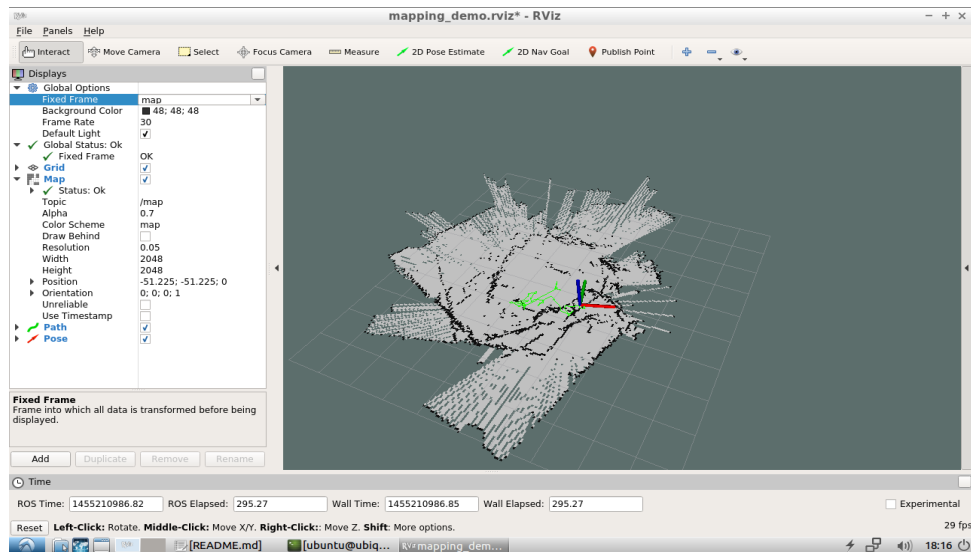 mapping_demo.rviz* - RViz
File Panels Help
Interact Move Camera Select Focus Camera Measure 2D Pose Estimate 2D Nav Goal Publish Point
Displays
Global Options
Fixed Frame map
Background Color 48; 48; 48
Frame Rate 30
Default Light
Global Status: Ok
Fixed Frame OK
Grid
Map
Status: Ok
Topic /map
Alpha 0.7
Color Scheme map
Draw Behind
Resolution 0.05
Width 2048
Height 2048
Position -51.225; -51.225; 0
Orientation 0; 0; 0; 1
Unreliable
Use Timestamp
Path
Pose
Fixed Frame
Frame into which all data is transformed before being
displayed.
Add Duplicate Remove Rename
Time
ROS Time: 1455210986.82 ROS Elapsed: 295.27 Wall Time: 1455210986.85 Wall Elapsed: 295.27 Experimental
Reset Left-Click: Rotate. Middle-Click: Move X/Y. Right-Click:: Move Z. Shift: More options. 29 fps
[README.md] [ubuntu@ubiq... mapping_dem... 18:16